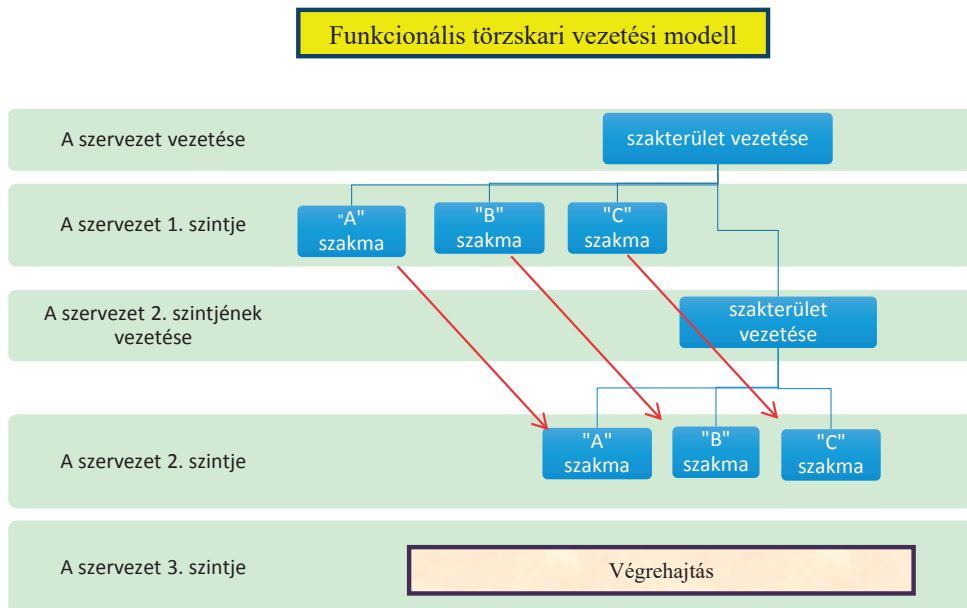 Funkcionális törzskari vezetési modell
A szervezet vezetése
szakterület vezetése
A szervezet 1. szintje
"A"
szakma
"B"
szakma
"C"
szakma
A szervezet 2. szintjének
vezetése
szakterület
vezetése
A szervezet 2. szintje
"A"
szakma
"B"
szakma
"C"
szakma
A szervezet 3. szintje
Végrehajtás